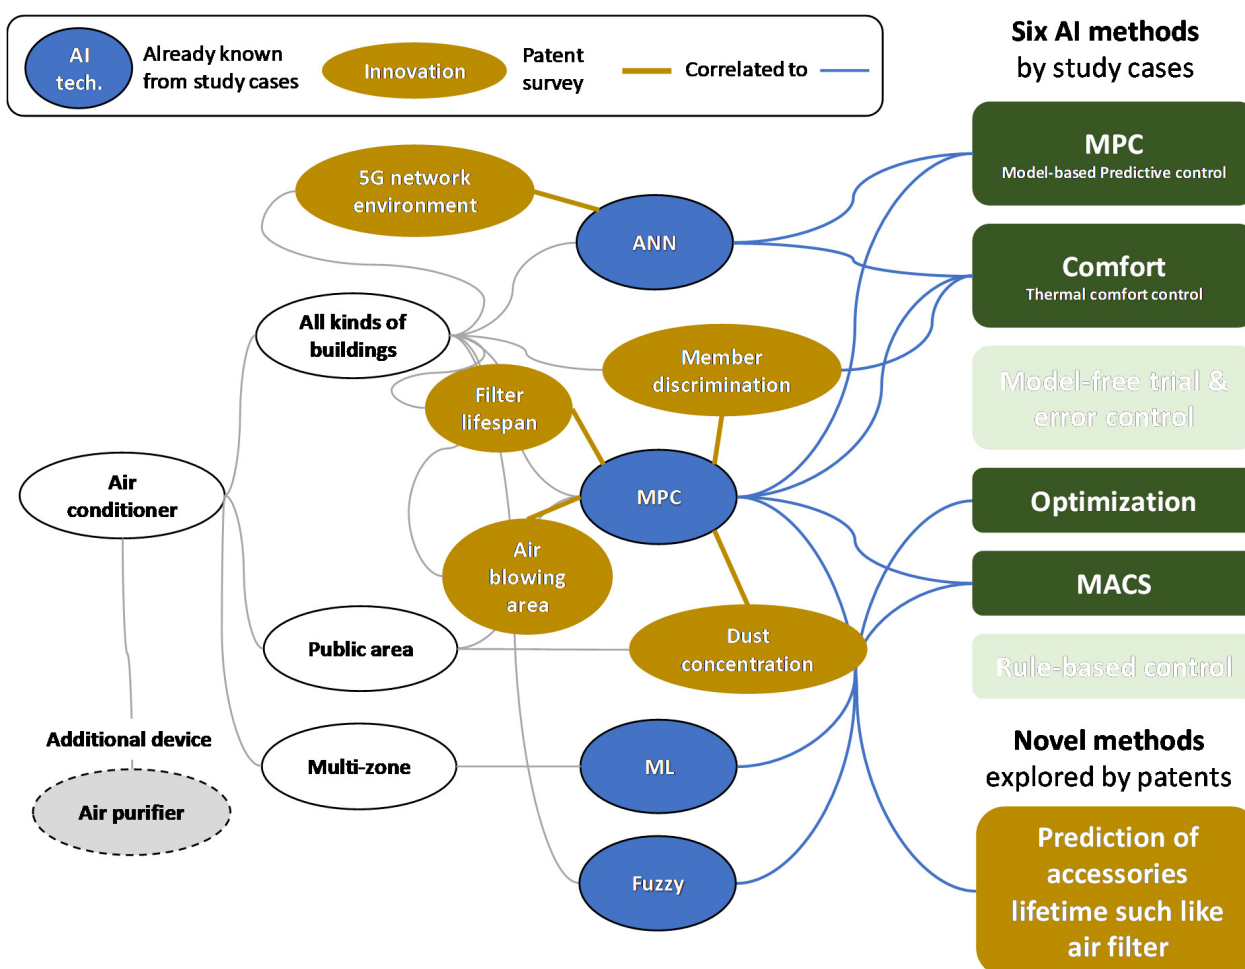 AI
tech.
Already known
from study cases
Innovation
Patent
survey
Correlated to
Six AI methods
by study cases
MPC
Model-based Predictive control
Comfort
Thermal comfort control
Model-free trial &
error control
Optimization
MACS
Rule-based control
Novel methods
explored by patents
Prediction of
accessories
lifetime such like
air filter
5G network
environment
ANN
All kinds of
buildings
Member
discrimination
Filter
lifespan
Air
conditioner
MPC
Air
blowing
area
Public area
Dust
concentration
Additional device
Air purifier
Multi-zone
ML
Fuzzy